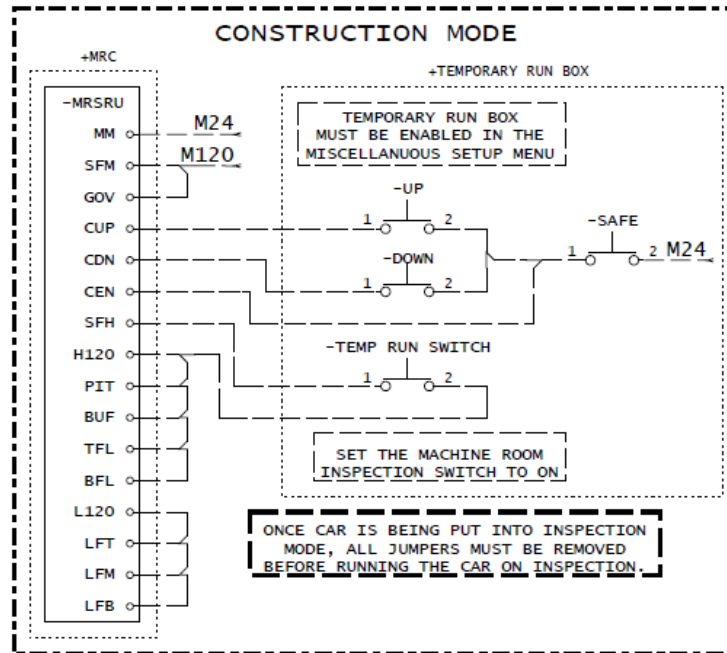 CONSTRUCTION MODE
+MRC
+TEMPORARY RUN BOX
-MRSRU
MM
M24
SFM
M120
GOV
CUP
CDN
CEN
SFH
H120
PIT
BUF
TFL
BFL
L120
LFT
LFM
LFB
TEMPORARY RUN BOX
MUST BE ENABLED IN THE
MISCELLANUOUS SETUP MENU
-UP
1 2
-DOWN
1 2
-SAFE
1 2 M24
-TEMP RUN SWITCH
1 2
SET THE MACHINE ROOM
INSPECTION SWITCH TO ON
ONCE CAR IS BEING PUT INTO INSPECTION
MODE, ALL JUMPERS MUST BE REMOVED
BEFORE RUNNING THE CAR ON INSPECTION.